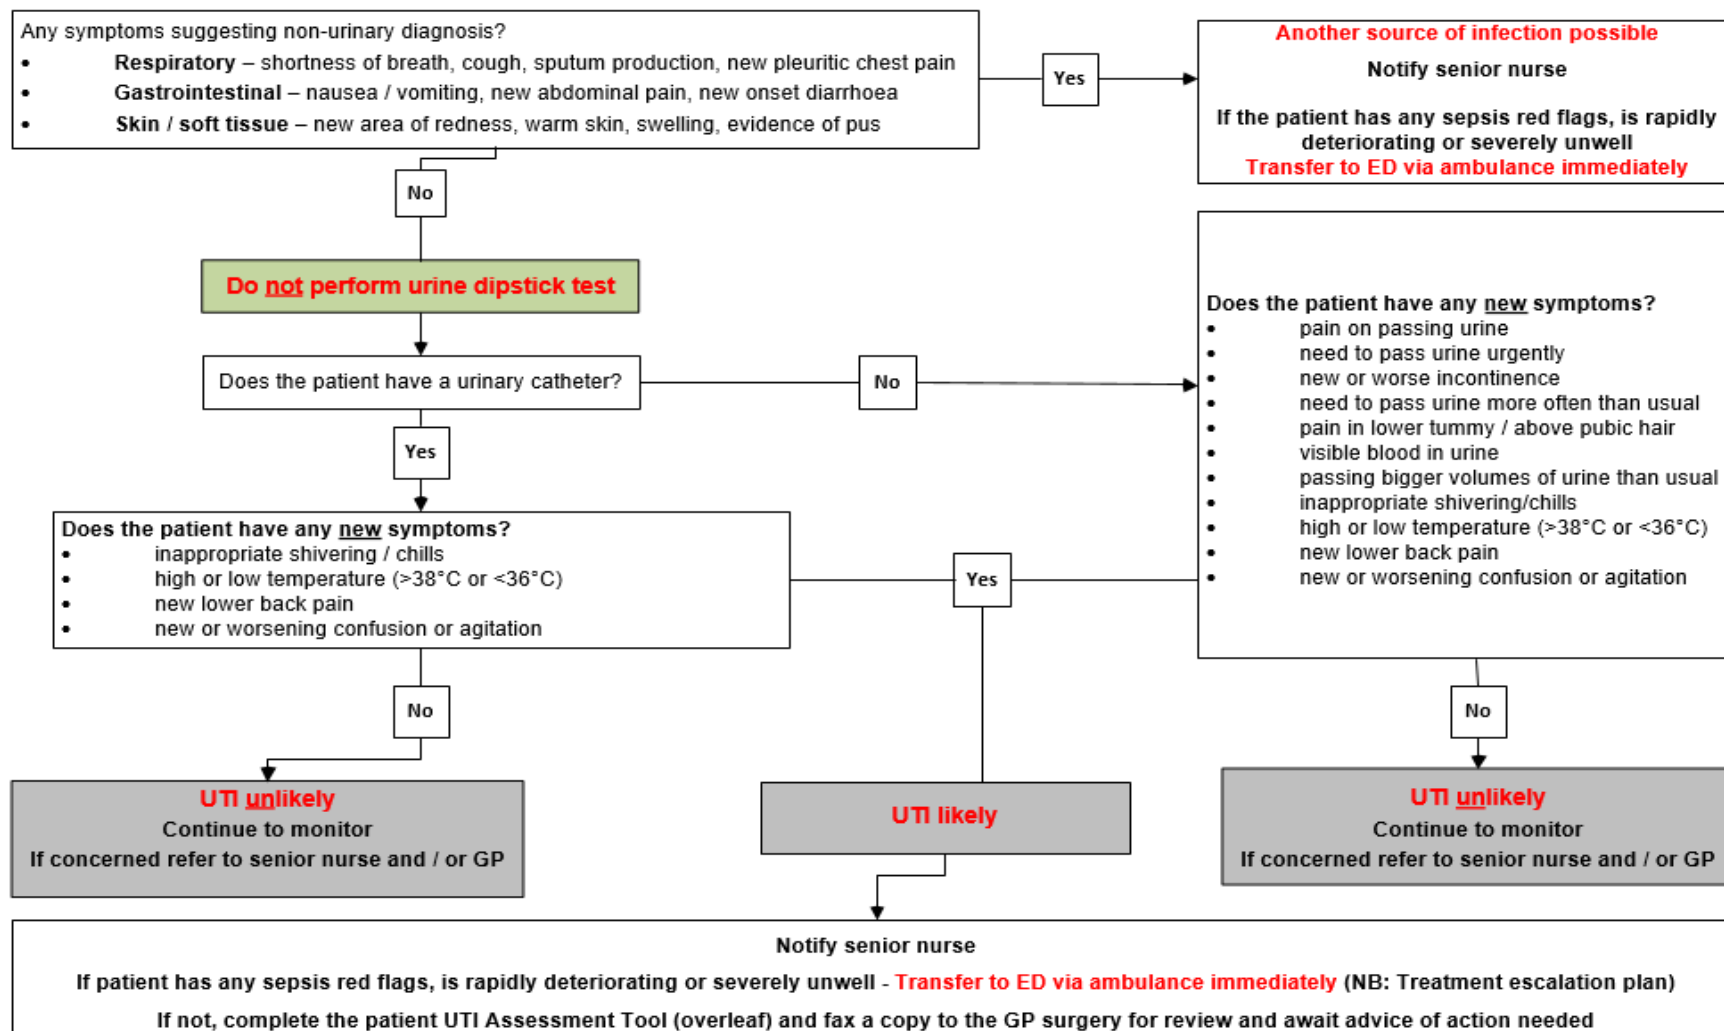 Any symptoms suggesting non-urinary diagnosis?
• Respiratory – shortness of breath, cough, sputum production, new pleuritic chest pain
• Gastrointestinal – nausea / vomiting, new abdominal pain, new onset diarrhoea
• Skin / soft tissue – new area of redness, warm skin, swelling, evidence of pus
Yes
Another source of infection possible
Notify senior nurse
If the patient has any sepsis red flags, is rapidly
deteriorating or severely unwell
Transfer to ED via ambulance immediately
No
Do not perform urine dipstick test
Does the patient have a urinary catheter?
No
Does the patient have any new symptoms?
• pain on passing urine
• need to pass urine urgently
• new or worse incontinence
• need to pass urine more often than usual
• pain in lower tummy / above pubic hair
• visible blood in urine
• passing bigger volumes of urine than usual
• inappropriate shivering/chills
• high or low temperature (>38°C or <36°C)
• new lower back pain
• new or worsening confusion or agitation
Yes
Does the patient have any new symptoms?
• inappropriate shivering / chills
• high or low temperature (>38°C or <36°C)
• new lower back pain
• new or worsening confusion or agitation
Yes
No
No
UTI unlikely
Continue to monitor
If concerned refer to senior nurse and / or GP
UTI likely
UTI unlikely
Continue to monitor
If concerned refer to senior nurse and / or GP
Notify senior nurse
If patient has any sepsis red flags, is rapidly deteriorating or severely unwell - Transfer to ED via ambulance immediately (NB: Treatment escalation plan)
If not, complete the patient UTI Assessment Tool (overleaf) and fax a copy to the GP surgery for review and await advice of action needed